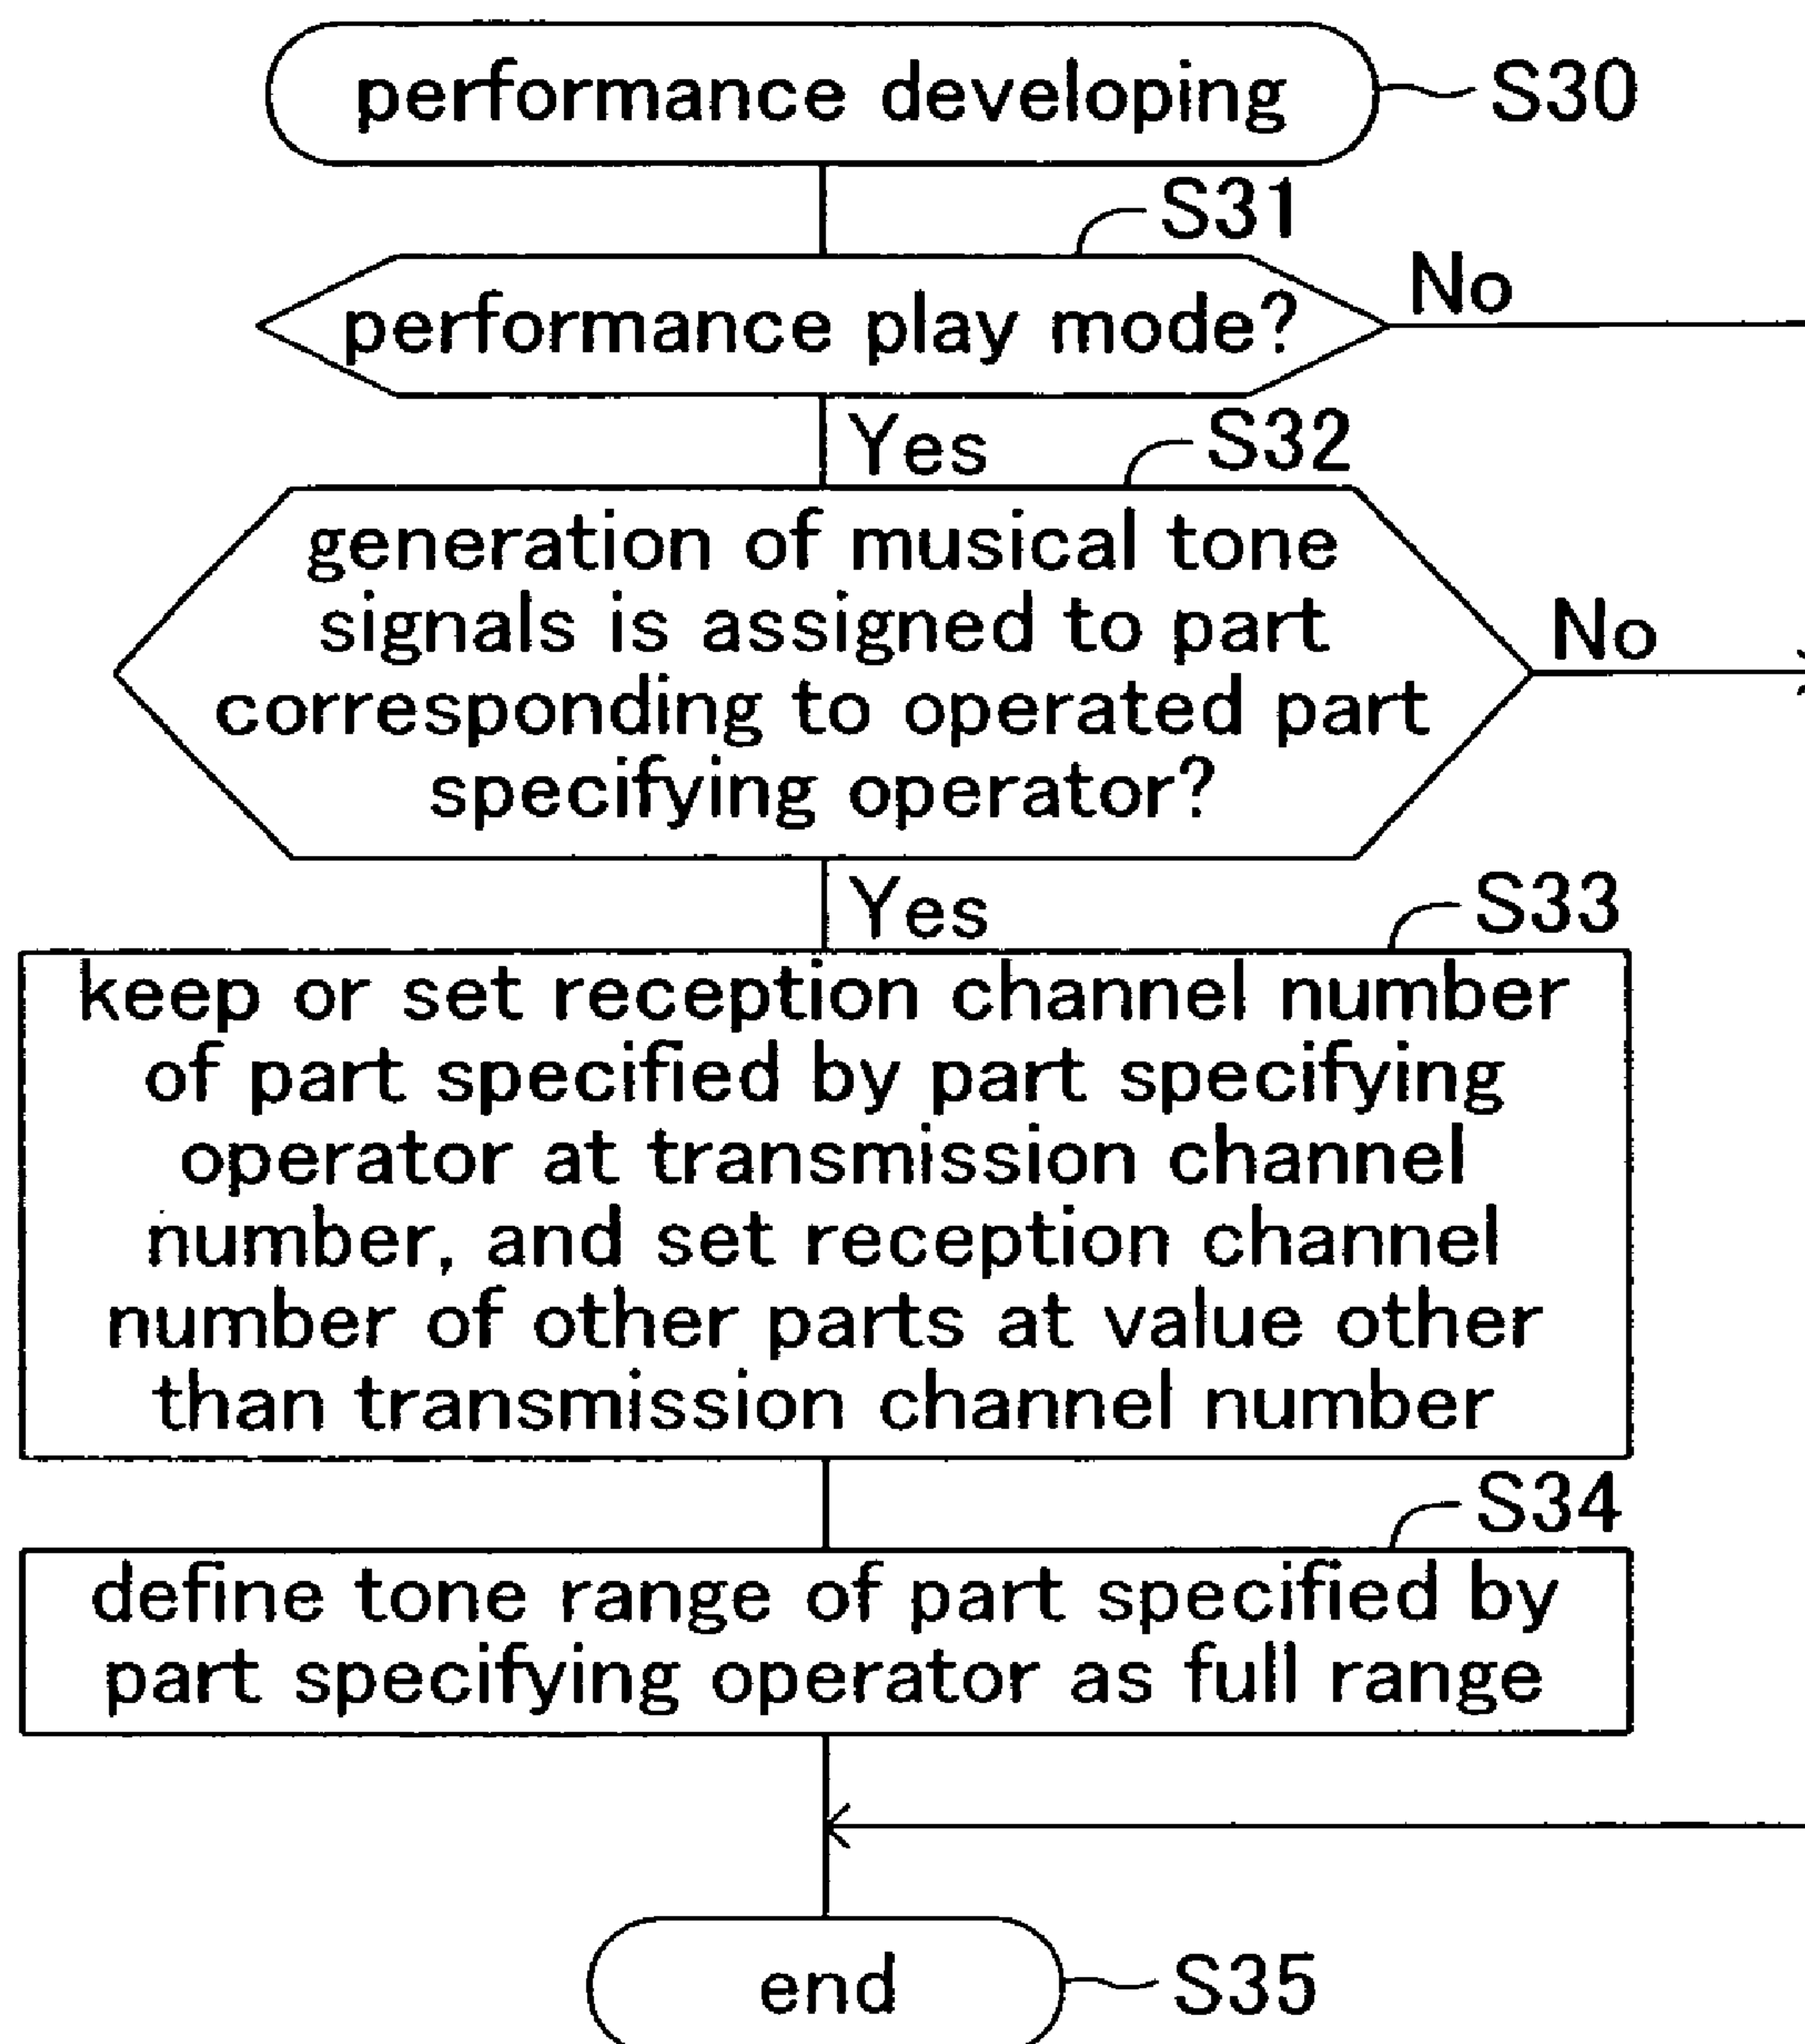 performance developing
S30
S31
performance play mode?
No
Yes
S32
generation of musical tone
signals is assigned to part
corresponding to operated part
specifying operator?
No
Yes
S33
keep or set reception channel number
of part specified by part specifying
operator at transmission channel
number, and set reception channel
number of other parts at value other
than transmission channel number
S34
define tone range of part specified by
part specifying operator as full range
end
S35